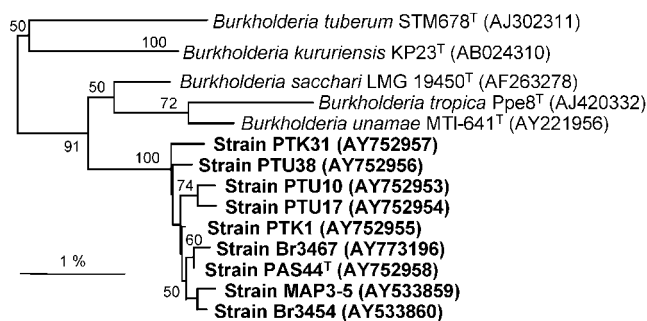 50 Burkholderia tuberum STM678T (AJ302311)
100 Burkholderia kururiensis KP23T (AB024310)
50 Burkholderia sacchari LMG 19450T (AF263278)
Burkholderia tropica Ppe8T (AJ420332)
72
Burkholderia unamae MTI-641T (AY221956)
91
100 Strain PTK31 (AY752957)
Strain PTU38 (AY752956)
74 Strain PTU10 (AY752953)
Strain PTU17 (AY752954)
Strain PTK1 (AY752955)
60 Strain Br3467 (AY773196)
1 % Strain PAS44T (AY752958)
50 Strain MAP3-5 (AY533859)
Strain Br3454 (AY533860)